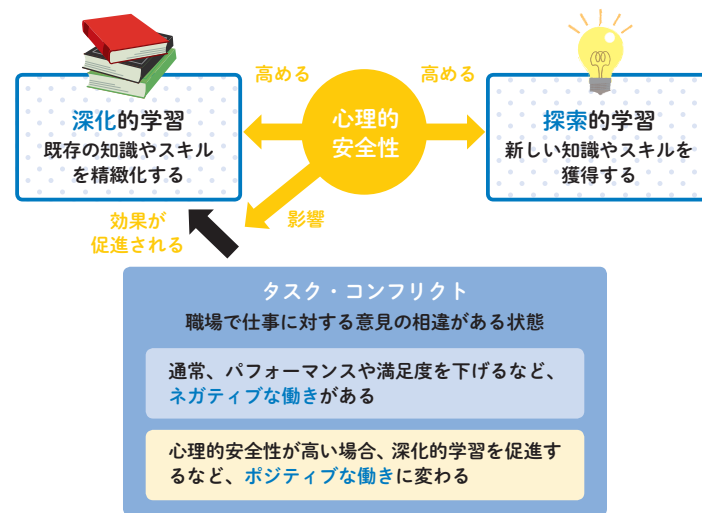 高める
高める
心理的
安全性
深化的学習
既存の知識やスキル
を精緻化する
探索的学習
新しい知識やスキルを
獲得する
効果が
促進される
影響
タスク・コンフリクト
職場で仕事に対する意見の相違がある状態
通常、パフォーマンスや満足度を下げるなど、
ネガティブな働きがある
心理的安全性が高い場合、深化的学習を促進す
るなど、ポジティブな働きに変わる